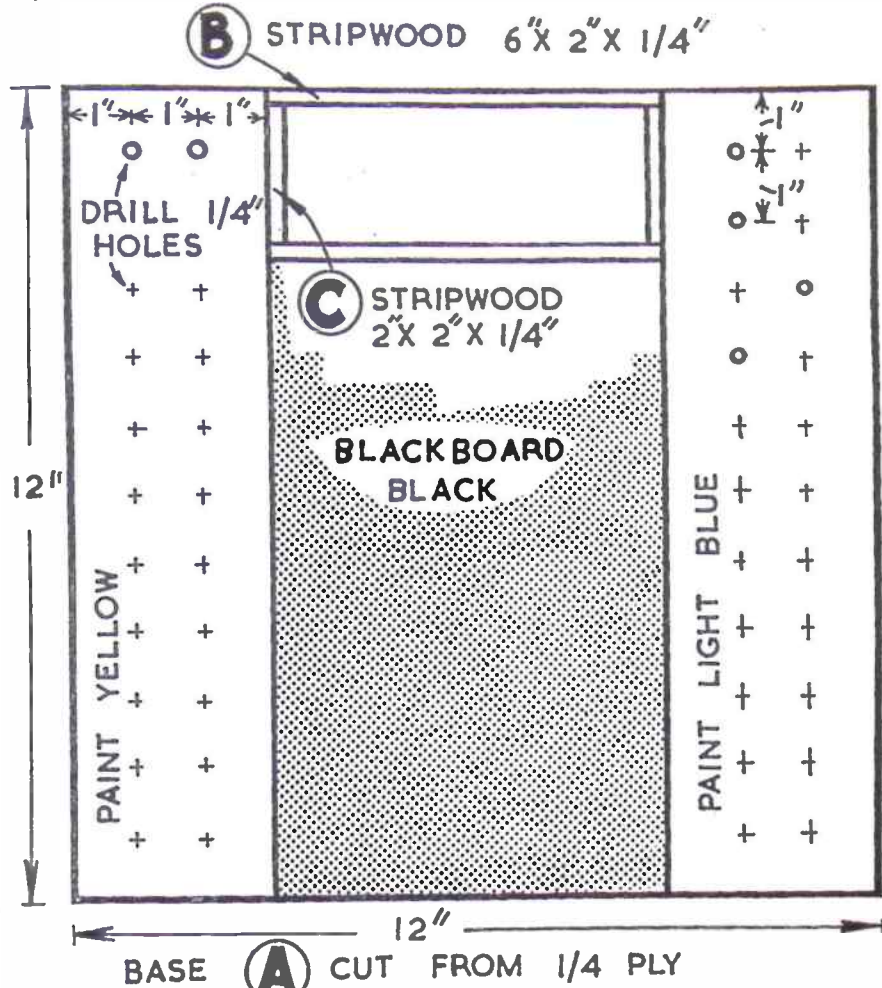 B STRIPWOOD 6"X 2"X 1/4"
1" 1" 1"
1"
1"
DRILL 1/4"
HOLES
C STRIPWOOD
2"X 2"X 1/4"
BLACKBOARD
BLACK
12"
PAINT YELLOW
PAINT LIGHT BLUE
12"
BASE A CUT FROM 1/4 PLY